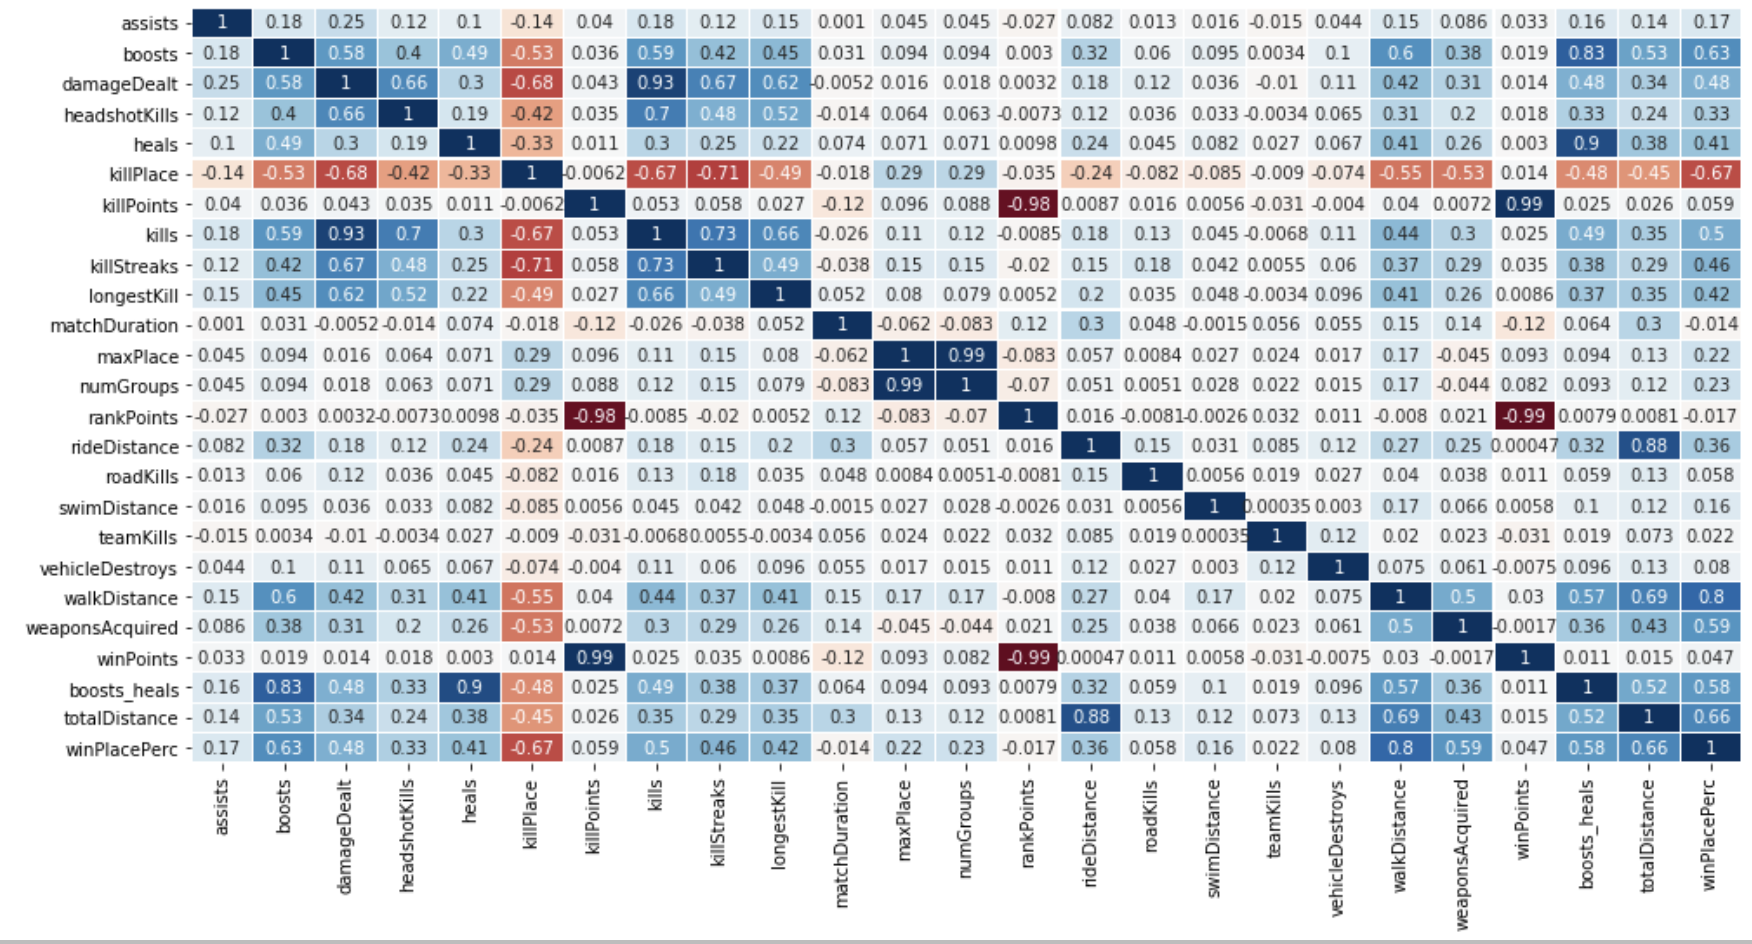 assists 1 0.18 0.25 0.12 0.1 -0.14 0.04 0.18 0.12 0.15 0.001 0.045 0.045 -0.027 0.082 0.013 0.016 -0.015 0.044 0.15 0.086 0.033 0.16 0.14 0.17
boosts 0.18 1 0.58 0.4 0.49 -0.53 0.036 0.59 0.42 0.45 0.031 0.094 0.094 0.003 0.32 0.06 0.095 0.0034 0.1 0.6 0.38 0.019 0.83 0.53 0.63
damageDealt 0.25 0.58 1 0.66 0.3 -0.68 0.043 0.93 0.67 0.62 -0.0052 0.016 0.018 0.0032 0.18 0.12 0.036 -0.01 0.11 0.42 0.31 0.014 0.48 0.34 0.48
headshotKills 0.12 0.4 0.66 1 0.19 -0.42 0.035 0.7 0.48 0.52 -0.014 0.064 0.063 -0.0073 0.12 0.036 0.033 -0.0034 0.065 0.31 0.2 0.018 0.33 0.24 0.33
heals 0.1 0.49 0.3 0.19 1 -0.33 0.011 0.3 0.25 0.22 0.074 0.071 0.071 0.0098 0.24 0.045 0.082 0.027 0.067 0.41 0.26 0.003 0.9 0.38 0.41
killPlace -0.14 -0.53 -0.68 -0.42 -0.33 1 -0.0062 -0.67 -0.71 -0.49 -0.018 0.29 0.29 -0.035 -0.24 -0.082 -0.085 -0.009 -0.074 -0.55 -0.53 0.014 -0.48 -0.45 -0.67
killPoints 0.04 0.036 0.043 0.035 0.011 -0.0062 1 0.053 0.058 0.027 -0.12 0.096 0.088 -0.98 0.0087 0.016 0.0056 -0.031 -0.004 0.04 0.0072 0.99 0.025 0.026 0.059
kills 0.18 0.59 0.93 0.7 0.3 -0.67 0.053 1 0.73 0.66 -0.026 0.11 0.12 -0.0085 0.18 0.13 0.045 -0.0068 0.11 0.44 0.3 0.025 0.49 0.35 0.5
killStreaks 0.12 0.42 0.67 0.48 0.25 -0.71 0.058 0.73 1 0.49 -0.038 0.15 0.15 -0.02 0.15 0.18 0.042 0.0055 0.06 0.37 0.29 0.035 0.38 0.29 0.46
longestKill 0.15 0.45 0.62 0.52 0.22 -0.49 0.027 0.66 0.49 1 0.052 0.08 0.079 0.0052 0.2 0.035 0.048 -0.0034 0.096 0.41 0.26 0.0086 0.37 0.35 0.42
matchDuration 0.001 0.031 -0.0052 -0.014 0.074 -0.018 -0.12 -0.026 -0.038 0.052 1 -0.062 -0.083 0.12 0.3 0.048 -0.0015 0.056 0.055 0.15 0.14 -0.12 0.064 0.3 -0.014
maxPlace 0.045 0.094 0.016 0.064 0.071 0.29 0.096 0.11 0.15 0.08 -0.062 1 0.99 -0.083 0.057 0.0084 0.027 0.024 0.017 0.17 -0.045 0.093 0.094 0.13 0.22
numGroups 0.045 0.094 0.018 0.063 0.071 0.29 0.088 0.12 0.15 0.079 -0.083 0.99 1 -0.07 0.051 0.0051 0.028 0.022 0.015 0.17 -0.044 0.082 0.093 0.12 0.23
rankPoints -0.027 0.003 0.0032 -0.0073 0.0098 -0.035 -0.98 -0.0085 -0.02 0.0052 0.12 -0.083 -0.07 1 0.016 -0.0081 -0.0026 0.032 0.011 -0.008 0.021 -0.99 0.0079 0.0081 -0.017
rideDistance 0.082 0.32 0.18 0.12 0.24 -0.24 0.0087 0.18 0.15 0.2 0.3 0.057 0.051 0.016 1 0.15 0.031 0.085 0.12 0.27 0.25 0.00047 0.32 0.88 0.36
roadKills 0.013 0.06 0.12 0.036 0.045 -0.082 0.016 0.13 0.18 0.035 0.048 0.0084 0.0051 -0.0081 0.15 1 0.0056 0.019 0.027 0.04 0.038 0.011 0.059 0.13 0.058
swimDistance 0.016 0.095 0.036 0.033 0.082 -0.085 0.0056 0.045 0.042 0.048 -0.0015 0.027 0.028 -0.0026 0.031 0.0056 1 0.00035 0.003 0.17 0.066 0.0058 0.1 0.12 0.16
teamKills -0.015 0.0034 -0.01 -0.0034 0.027 -0.009 -0.031 -0.0068 0.0055 -0.0034 0.056 0.024 0.022 0.032 0.085 0.019 0.00035 1 0.12 0.02 0.023 -0.031 0.019 0.073 0.022
vehicleDestroys 0.044 0.1 0.11 0.065 0.067 -0.074 -0.004 0.11 0.06 0.096 0.055 0.017 0.015 0.011 0.12 0.027 0.003 0.12 1 0.075 0.061 -0.0075 0.096 0.13 0.08
walkDistance 0.15 0.6 0.42 0.31 0.41 -0.55 0.04 0.44 0.37 0.41 0.15 0.17 0.17 -0.008 0.27 0.04 0.17 0.02 0.075 1 0.5 0.03 0.57 0.69 0.8
weaponsAcquired 0.086 0.38 0.31 0.2 0.26 -0.53 0.0072 0.3 0.29 0.26 0.14 -0.045 -0.044 0.021 0.25 0.038 0.066 0.023 0.061 0.5 1 -0.0017 0.36 0.43 0.59
winPoints 0.033 0.019 0.014 0.018 0.003 0.014 0.99 0.025 0.035 0.0086 -0.12 0.093 0.082 -0.99 0.00047 0.011 0.0058 -0.031 -0.0075 0.03 -0.0017 1 0.011 0.015 0.047
boosts_heals 0.16 0.83 0.48 0.33 0.9 -0.48 0.025 0.49 0.38 0.37 0.064 0.094 0.093 0.0079 0.32 0.059 0.1 0.019 0.096 0.57 0.36 0.011 1 0.52 0.58
totalDistance 0.14 0.53 0.34 0.24 0.38 -0.45 0.026 0.35 0.29 0.35 0.3 0.13 0.12 0.0081 0.88 0.13 0.12 0.073 0.13 0.69 0.43 0.015 0.52 1 0.66
winPlacePerc 0.17 0.63 0.48 0.33 0.41 -0.67 0.059 0.5 0.46 0.42 -0.014 0.22 0.23 -0.017 0.36 0.058 0.16 0.022 0.08 0.8 0.59 0.047 0.58 0.66 1
assists boosts damageDealt headshotKills heals killPlace killPoints kills killStreaks longestKill matchDuration maxPlace numGroups rankPoints rideDistance roadKills swimDistance teamKills vehicleDestroys walkDistance weaponsAcquired winPoints boosts_heals totalDistance winPlacePerc